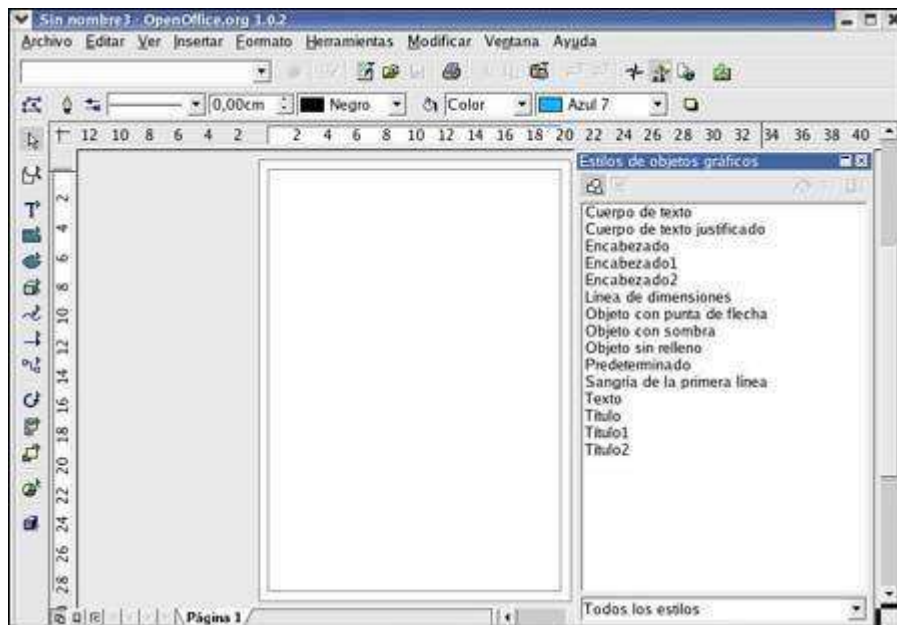 Sin nombre3 - OpenOffice.org 1.0.2
Archivo Editar Ver Insertar Formato Herramientas Modificar Ventana Ayuda
0,00cm Negro Color Azul 7
12 10 8 6 4 2 2 4 6 8 10 12 14 16 18 20 22 24 26 28 30 32 34 36 38 40
Estilos de objetos gráficos
Cuerpo de texto
Cuerpo de texto justificado
Encabezado
Encabezado1
Encabezado2
Línea de dimensiones
Objeto con punta de flecha
Objeto con sombra
Objeto sin relleno
Predeterminado
Sangría de la primera línea
Texto
Título
Título1
Título2
2
4
6
8
10
12
14
16
18
20
22
24
26
28
Todos los estilos
Página 1